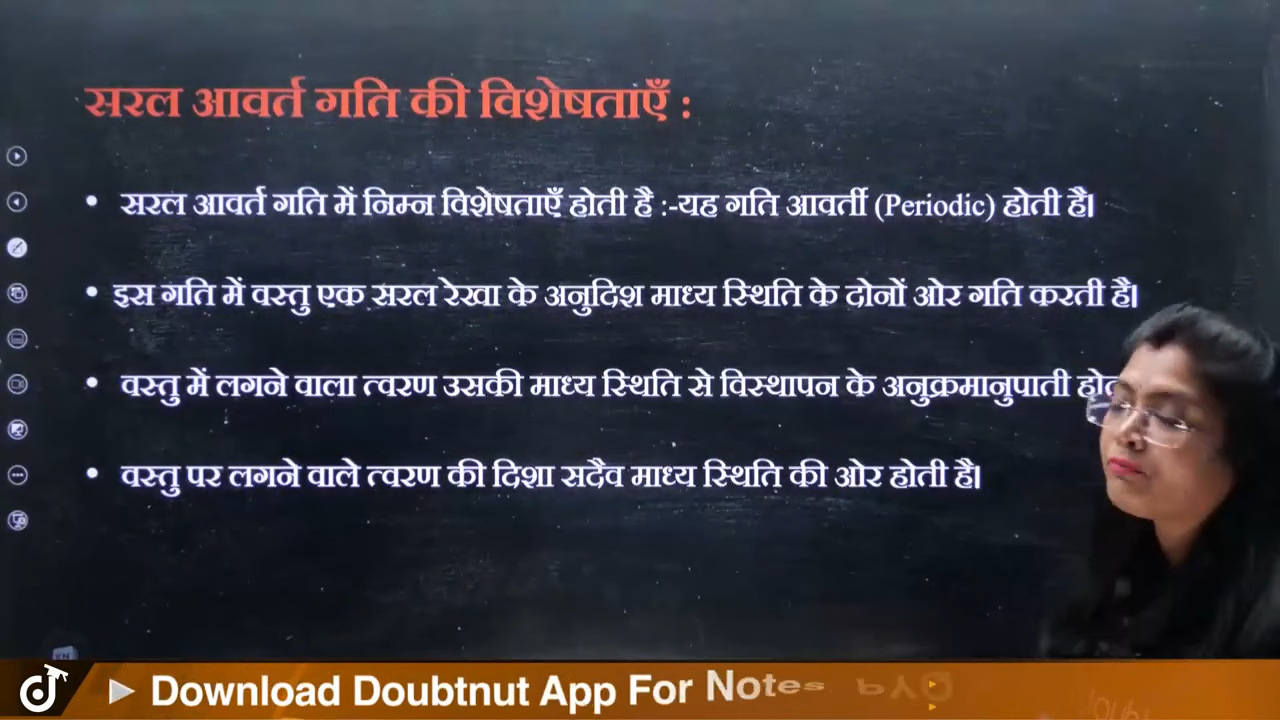 सरल आवर्त गति की विशेषताएँ :
• सरल आवर्त गति में निम्न विशेषताएँ होती है :-यह गति आवर्ती (Periodic) होती है।
• इस गति में वस्तु एक सरल रेखा के अनुदिश माध्य स्थिति के दोनों ओर गति करती है।
• वस्तु में लगने वाला त्वरण उसकी माध्य स्थिति से विस्थापन के अनुक्रमानुपाती
• वस्तु पर लगने वाले त्वरण की दिशा सदैव माध्य स्थिति की ओर होती है।
Download Doubtnut App For Notes